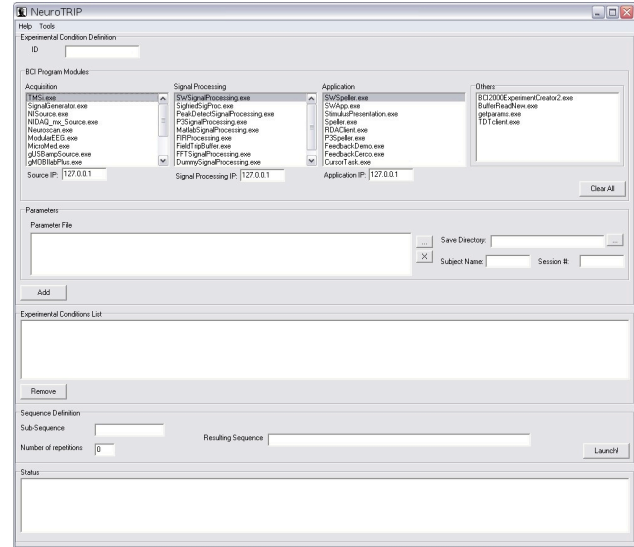 NeuroTRIP
Help Tools
Experimental Condition Definition
ID
BCI Program Modules
Acquisition
TMSi.exe
SignalGenerator.exe
NISource.exe
NIDAQ_mx_Source.exe
Neuroscan.exe
ModularEEG.exe
MicroMed.exe
gUSBampSource.exe
gMOBIlabPlus.exe
Source IP: 127.0.0.1
Signal Processing
SWSignalProcessing.exe
SigfriedSigProc.exe
PeakDetectSignalProcessing.exe
P3SignalProcessing.exe
MatlabSignalProcessing.exe
FIRProcessing.exe
FieldTripBuffer.exe
FFTSignalProcessing.exe
DummySignalProcessing.exe
Signal Processing IP: 127.0.0.1
Application
SWSpeller.exe
SWApp.exe
StimulusPresentation.exe
Speller.exe
RDAClient.exe
P3Speller.exe
FeedbackDemo.exe
FeedbackCerco.exe
CursorTask.exe
Application IP: 127.0.0.1
Others
BCI2000ExperimentCreator2.exe
BufferReadNew.exe
getparams.exe
TDTclient.exe
Clear All
Parameters
Parameter File
...
X
Save Directory:
...
Subject Name:
Session #:
Add
Experimental Conditions List
Remove
Sequence Definition
Sub-Sequence
Number of repetitions 0
Resulting Sequence
Launch!
Status